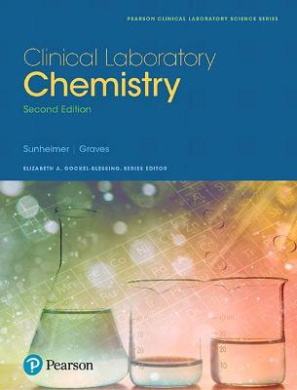 PEARSON CLINICAL LABORATORY SCIENCE SERIES
Clinical Laboratory
Chemistry
Second Edition
Sunheimer | Graves
ELIZABETH A. GOCKEL-BLESSING, SERIES EDITOR
Pearson